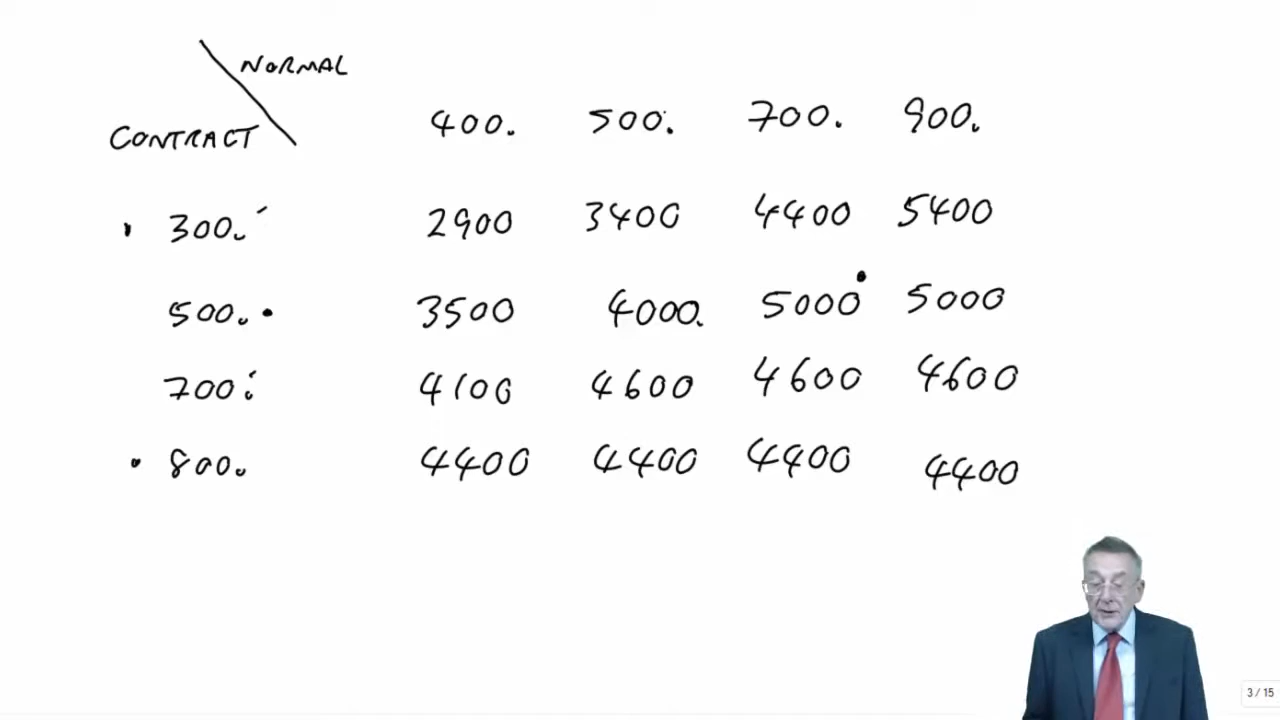 NORMAL
CONTRACT 400. 500. 700. 900.
300. 2900 3400 4400 5400
500. 3500 4000. 5000 5000
700. 4100 4600 4600 4600
800. 4400 4400 4400 4400
3 / 15